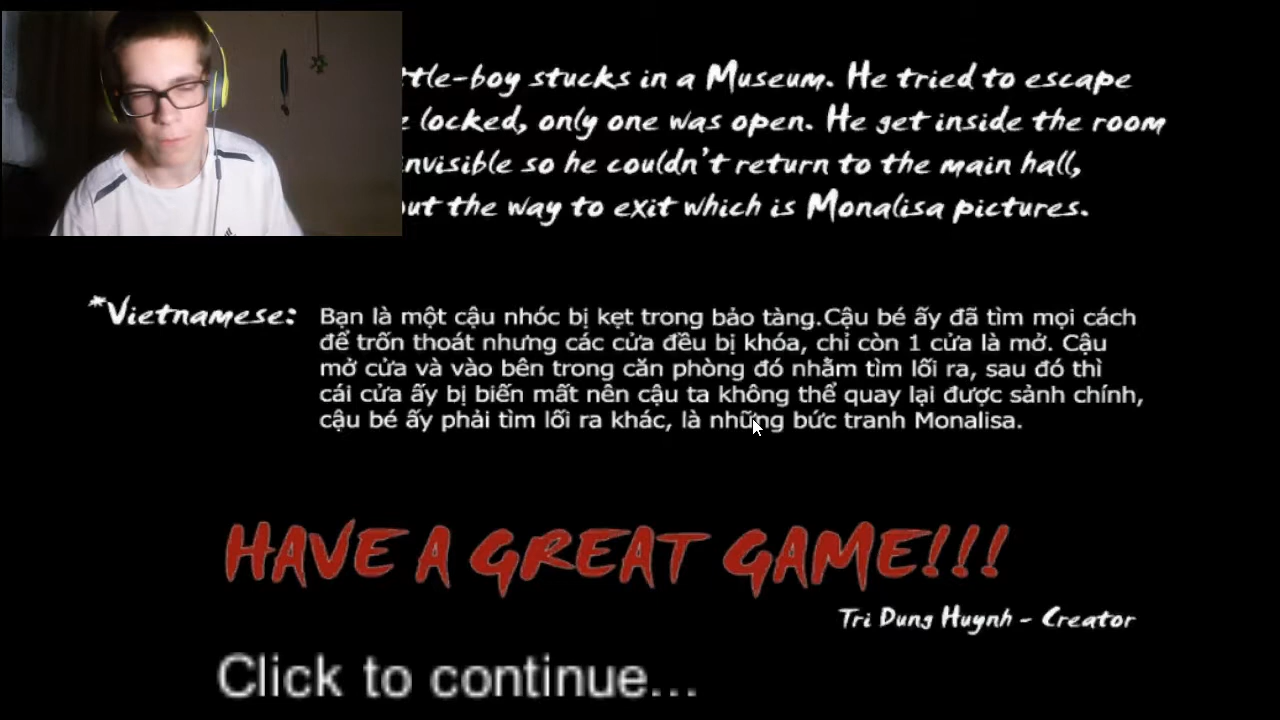 ttle-boy stucks in a Museum. He tried to escape
locked, only one was open. He get inside the room
invisible so he couldn't return to the main hall,
out the way to exit which is Monalisa pictures.
*Vietnamese:
Bạn là một cậu nhóc bị kẹt trong bảo tàng.Cậu bé ấy đã tìm mọi cách
để trốn thoát nhưng các cửa đều bị khóa, chỉ còn 1 cửa là mở. Cậu
mở cửa và vào bên trong căn phòng đó nhằm tìm lối ra, sau đó thì
cái cửa ấy bị biến mất nên cậu ta không thể quay lại được sảnh chính,
cậu bé ấy phải tìm lối ra khác, là những bức tranh Monalisa.
HAVE A GREAT GAME!!!
Tri Dung Huynh - Creator
Click to continue...